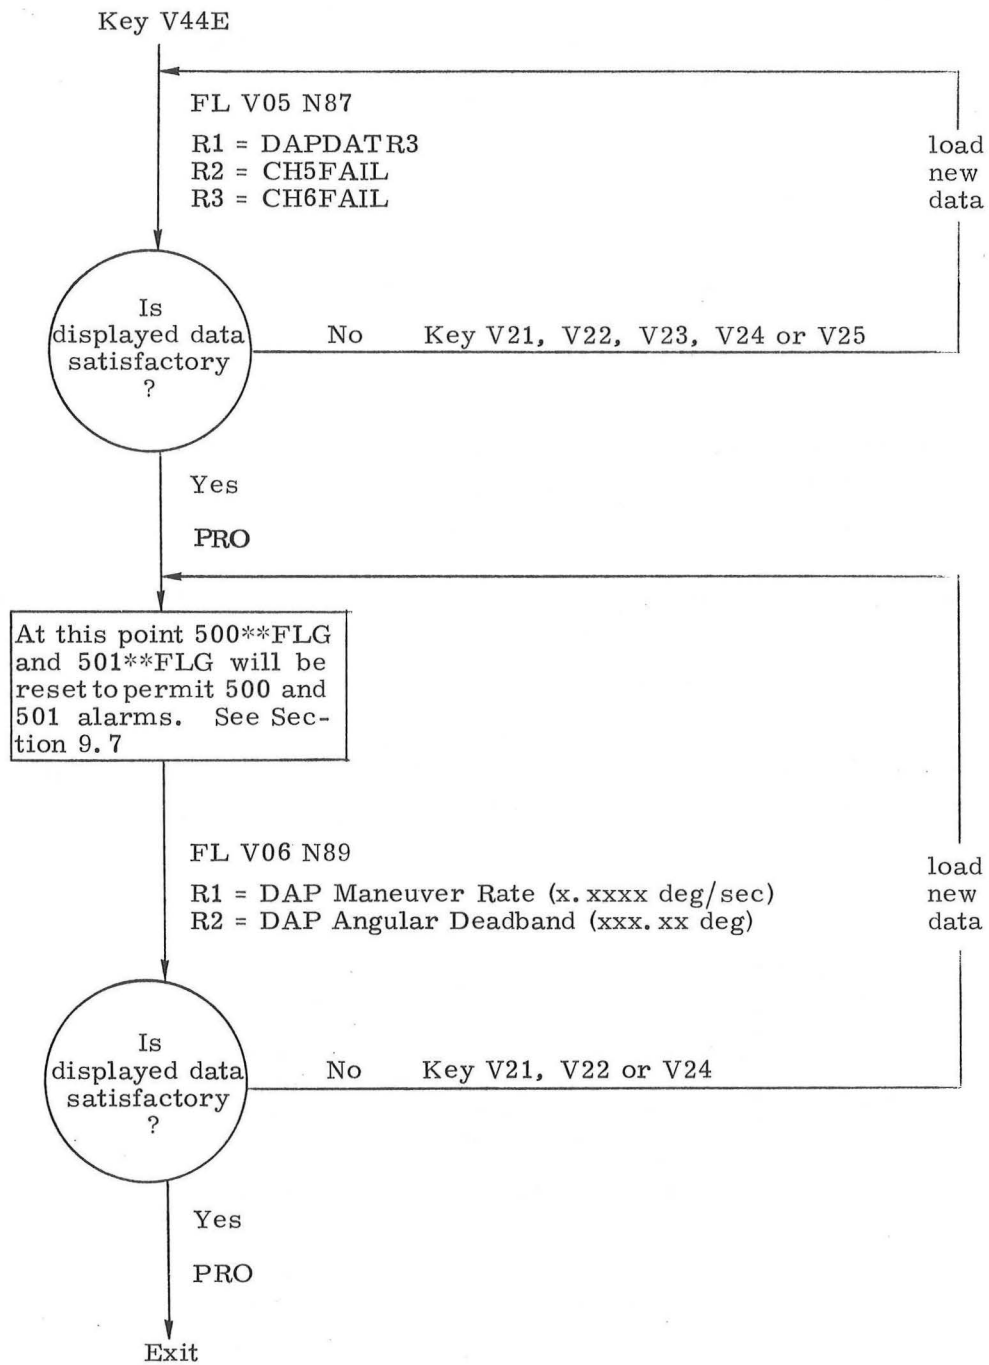 Key V44E
FL V05 N87
R1 = DAPDATR3
R2 = CH5FAIL
R3 = CH6FAIL
load
new
data
Is
displayed data
satisfactory
?
No Key V21, V22, V23, V24 or V25
Yes
PRO
At this point 500**FLG
and 501**FLG will be
reset to permit 500 and
501 alarms. See Sec-
tion 9.7
FL V06 N89
R1 = DAP Maneuver Rate (x.xxxx deg/sec)
R2 = DAP Angular Deadband (xxx.xx deg)
load
new
data
Is
displayed data
satisfactory
?
No Key V21, V22 or V24
Yes
PRO
Exit